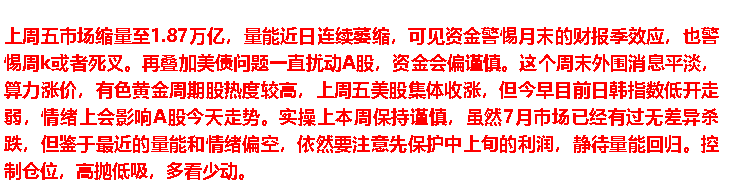 上周五市场缩量至1.87万亿，量能近日连续萎缩，可见资金警惕月末的财报季效应，也警
惕周k或者死叉。再叠加美债问题一直扰动A股，资金会偏谨慎。这个周末外围消息平淡，
算力涨价，有色黄金周期股热度较高，上周五美股集体收涨，但今早目前日韩指数低开走
弱，情绪上会影响A股今天走势。实操上本周保持谨慎，虽然7月市场已经有过无差异杀
跌，但鉴于最近的量能和情绪偏空，依然要注意先保护中上旬的利润，静待量能回归。控
制仓位，高抛低吸，多看少动。